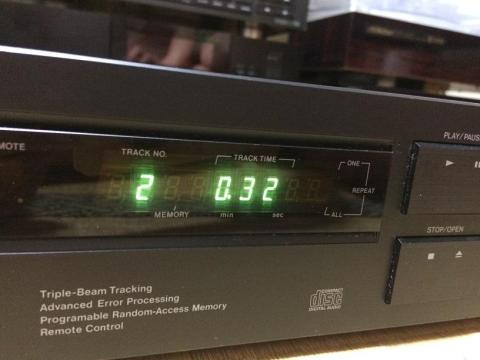 MOTE
TRACK NO.
TRACK TIME
ONE
REPEAT
ALL
2
0.32
MEMORY
min
sec
PLAY/PAUS
STOP/OPEN
Triple-Beam Tracking
Advanced Error Processing
Programable Random-Access Memory
Remote Control
COMPACT
disc
DIGITAL AUDIO